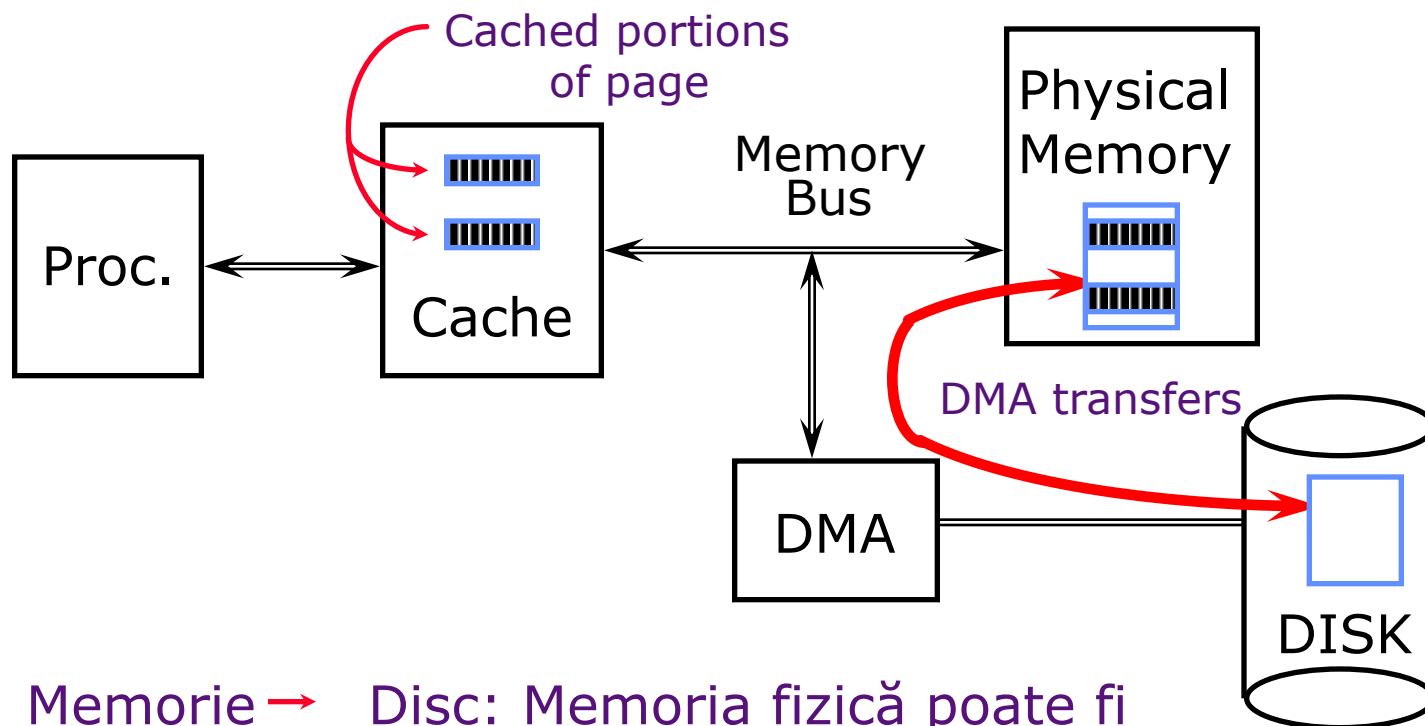 Cached portions
of page
Physical
Memory
Memory
Bus
Proc.
Cache
DMA transfers
DMA
DISK
Memorie → Disc: Memoria fizică poate fi